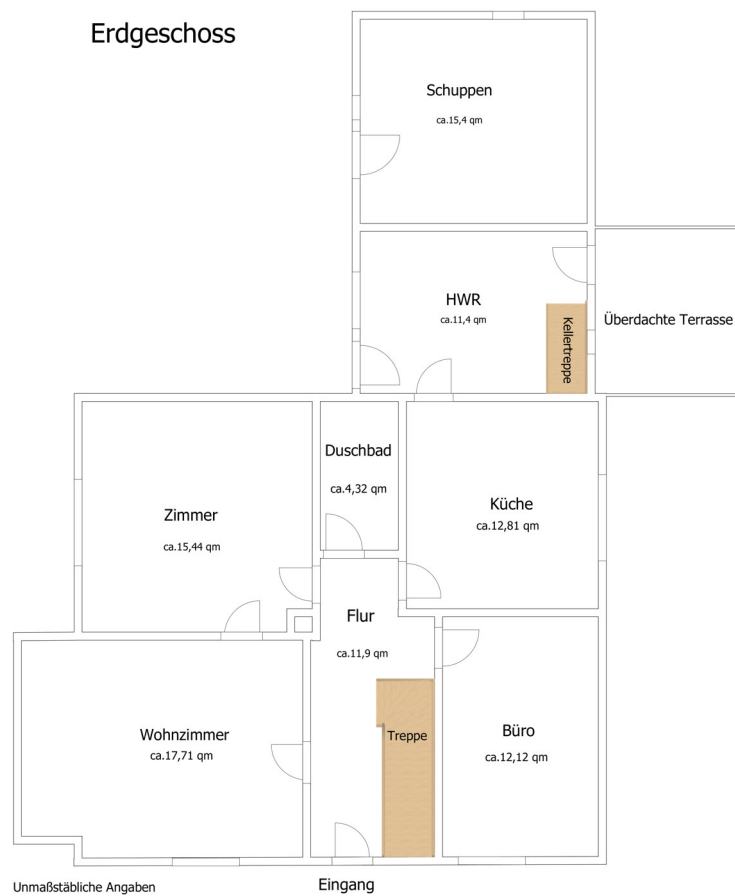 Erdgeschoss
Schuppen
ca.15,4 qm
HWR
ca.11,4 qm
Kellertreppe
Überdachte Terrasse
Duschbad
ca.4,32 qm
Zimmer
ca.15,44 qm
Küche
ca.12,81 qm
Flur
ca.11,9 qm
Wohnzimmer
ca.17,71 qm
Treppe
Büro
ca.12,12 qm
Unmaßstäbliche Angaben
Eingang